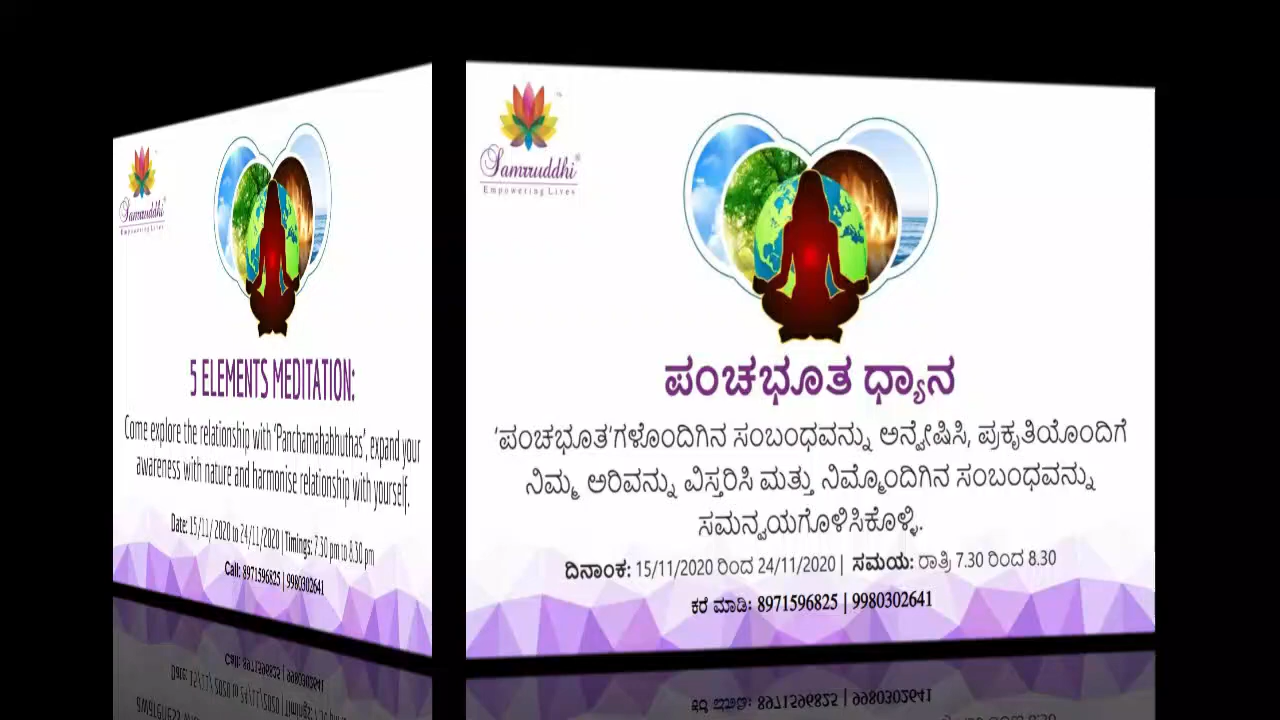 Samrruddhi®
Empowering Lives
5 ELEMENTS MEDITATION:
Come explore the relationship with 'Panchamahabhuthas', expand your
awareness with nature and harmonise relationship with yourself.
Date: 15/11/ 2020 to 24/11/2020 | Timings: 7.30 pm to 8.30 pm
Call: 8971596825 | 9980302641
Samrruddhi®
Empowering Lives
ಪಂಚಭೂತ ಧ್ಯಾನ
'ಪಂಚಭೂತ'ಗಳೊಂದಿಗಿನ ಸಂಬಂಧವನ್ನು ಅನ್ವೇಷಿಸಿ, ಪ್ರಕೃತಿಯೊಂದಿಗೆ
ನಿಮ್ಮ ಅರಿವನ್ನು ವಿಸ್ತರಿಸಿ ಮತ್ತು ನಿಮ್ಮೊಂದಿಗಿನ ಸಂಬಂಧವನ್ನು
ಸಮನ್ವಯಗೊಳಿಸಿಕೊಳ್ಳಿ.
ದಿನಾಂಕ: 15/11/2020 ರಿಂದ 24/11/2020 | ಸಮಯ: ರಾತ್ರಿ 7.30 ರಿಂದ 8.30
ಕರೆ ಮಾಡಿ: 8971596825 | 9980302641